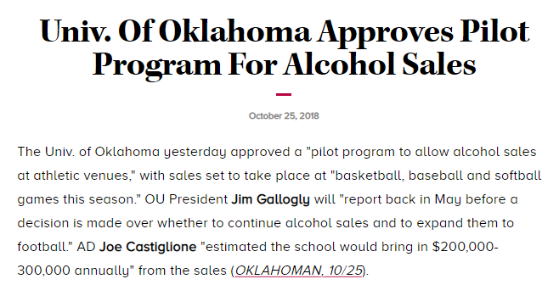 Univ. Of Oklahoma Approves Pilot
Program For Alcohol Sales
October 25, 2018
The Univ. of Oklahoma yesterday approved a "pilot program to allow alcohol sales
at athletic venues," with sales set to take place at "basketball, baseball and softball
games this season." OU President Jim Gallogly will "report back in May before a
decision is made over whether to continue alcohol sales and to expand them to
football." AD Joe Castiglione "estimated the school would bring in $200,000-
300,000 annually" from the sales (OKLAHOMAN, 10/25).